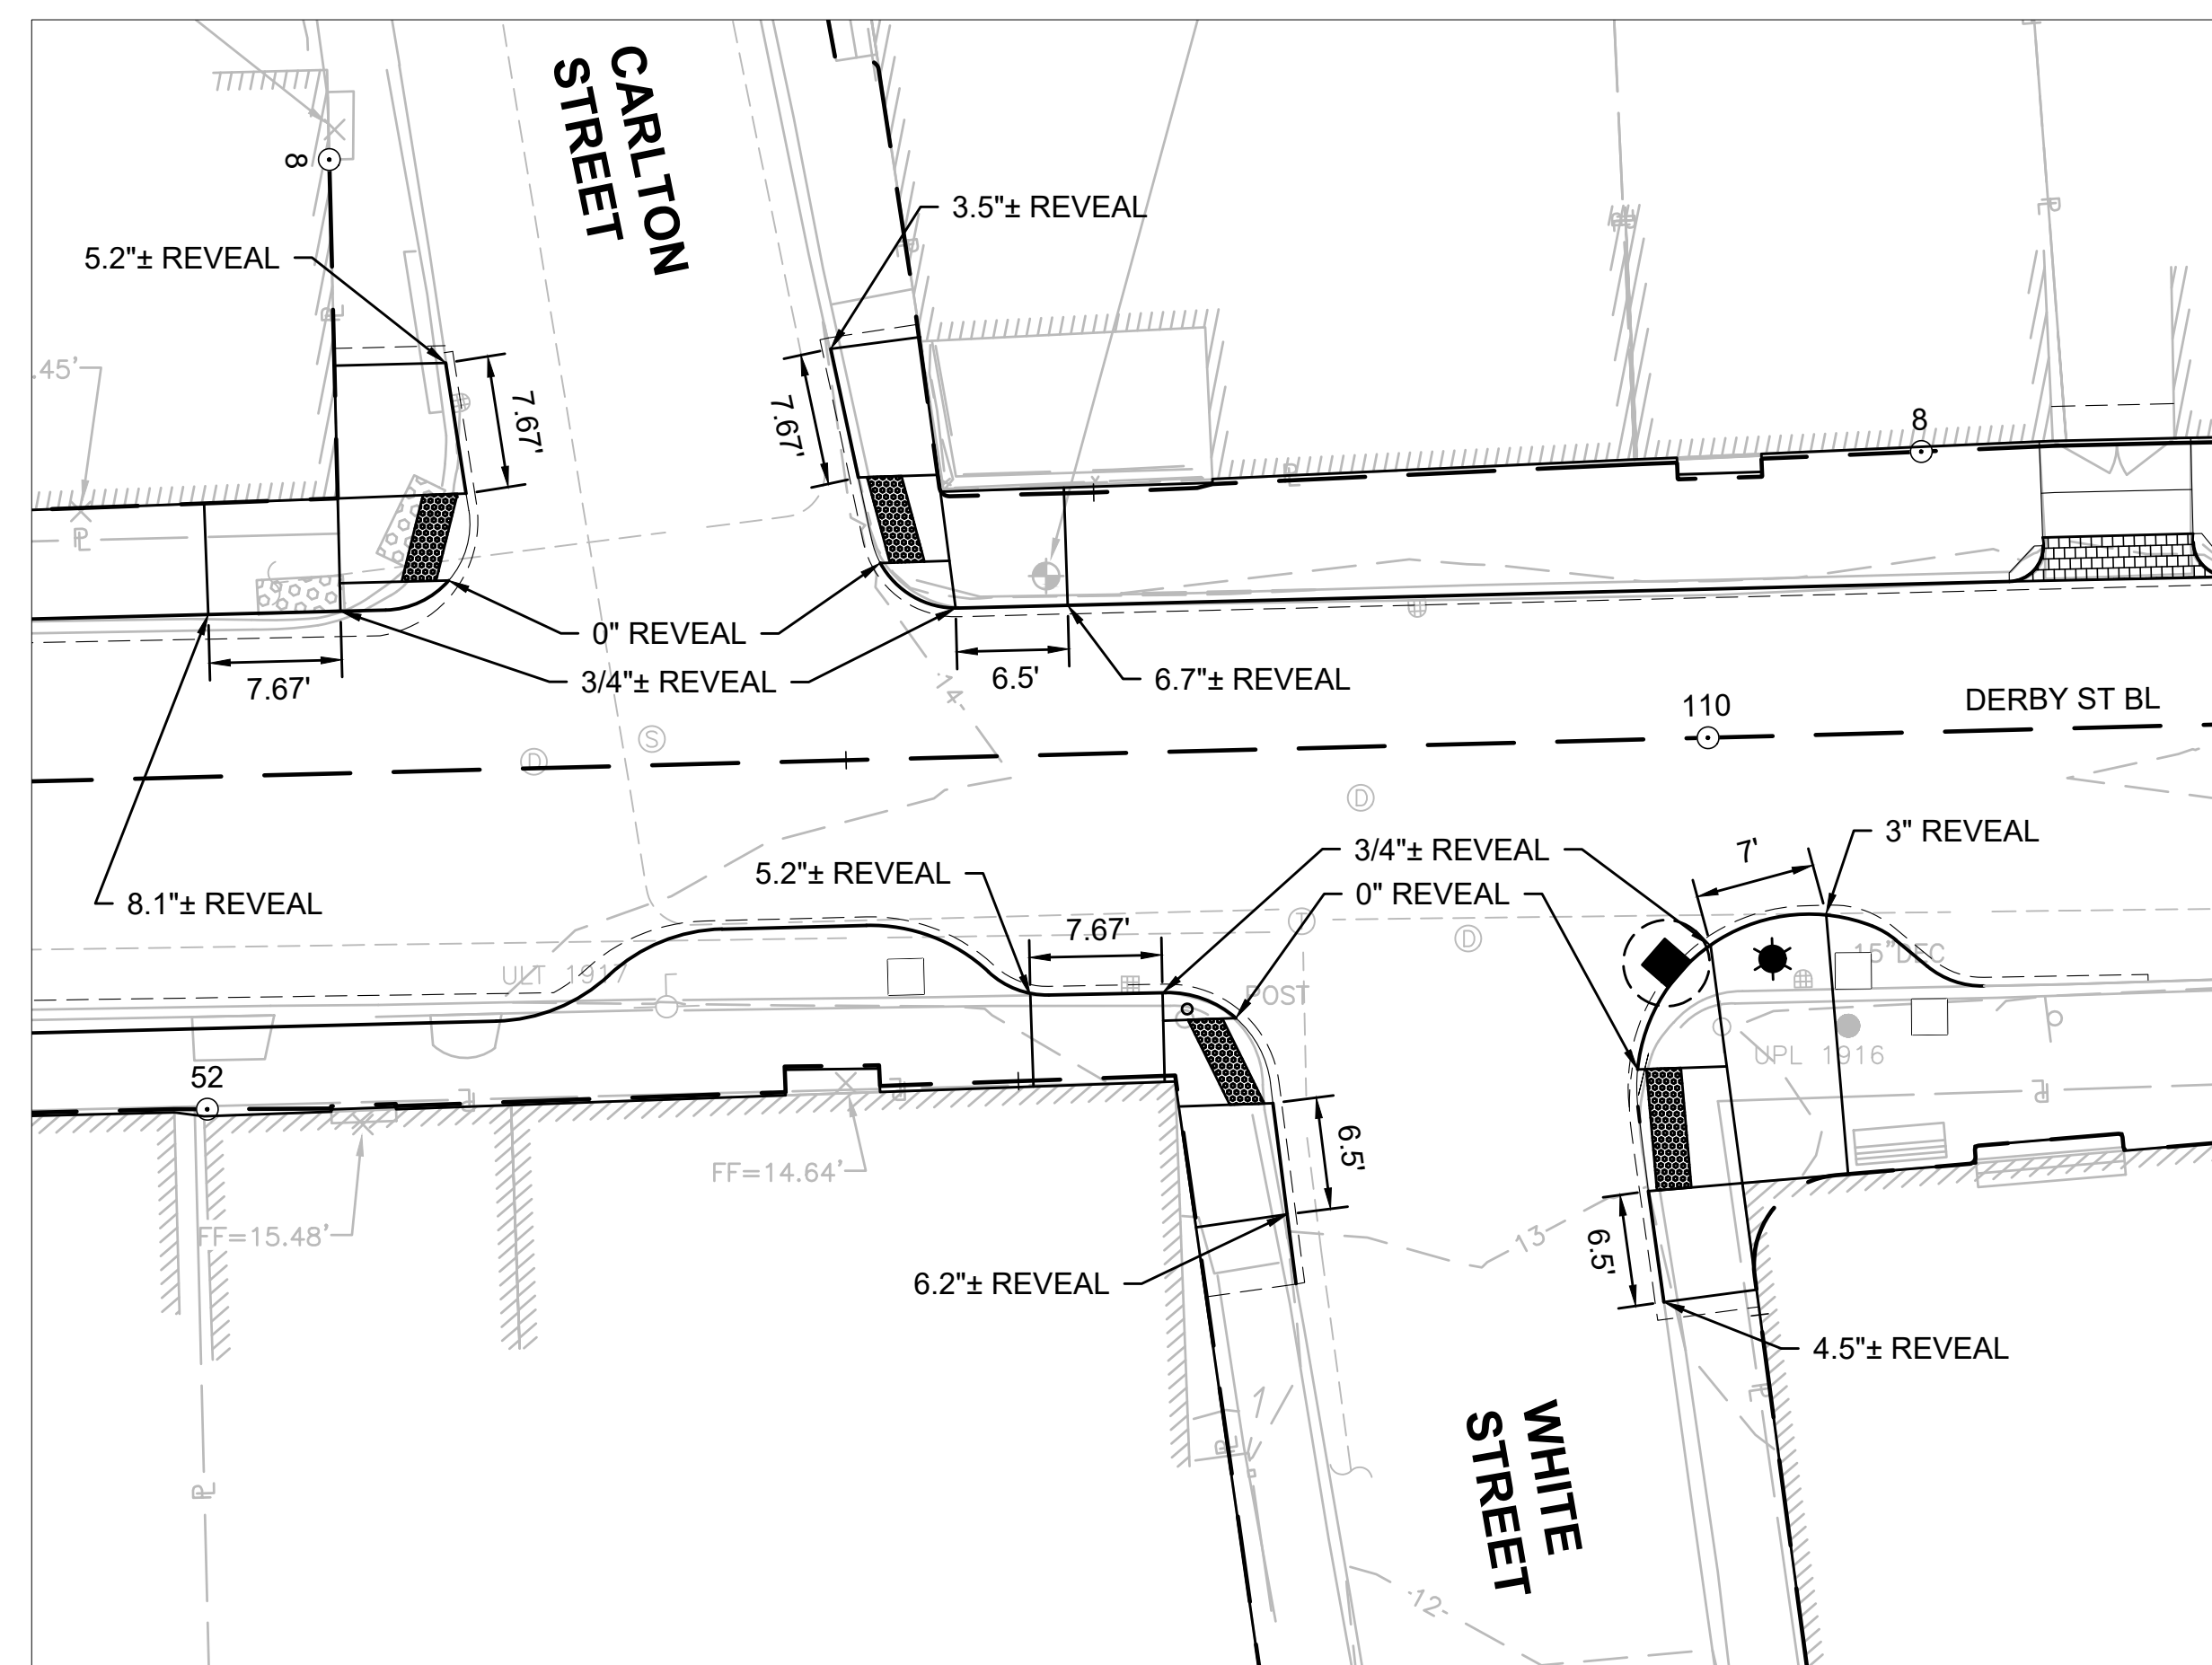 CARLTON
STREET
8
3.5"± REVEAL
5.2"± REVEAL
.45'
7.67'
7.67'
8
0" REVEAL
3/4"± REVEAL
7.67'
6.5'
6.7"± REVEAL
14
110
DERBY ST BL
S
D
D
8.1"± REVEAL
5.2"± REVEAL
3/4"± REVEAL
0" REVEAL
7'
3" REVEAL
7.67'
T
D
15"DEC
ULT 1917
POST
UPL 1916
52
FF=14.64'
FF=15.48'
6.5'
6.5'
13
6.2"± REVEAL
4.5"± REVEAL
WHITE
STREET
12